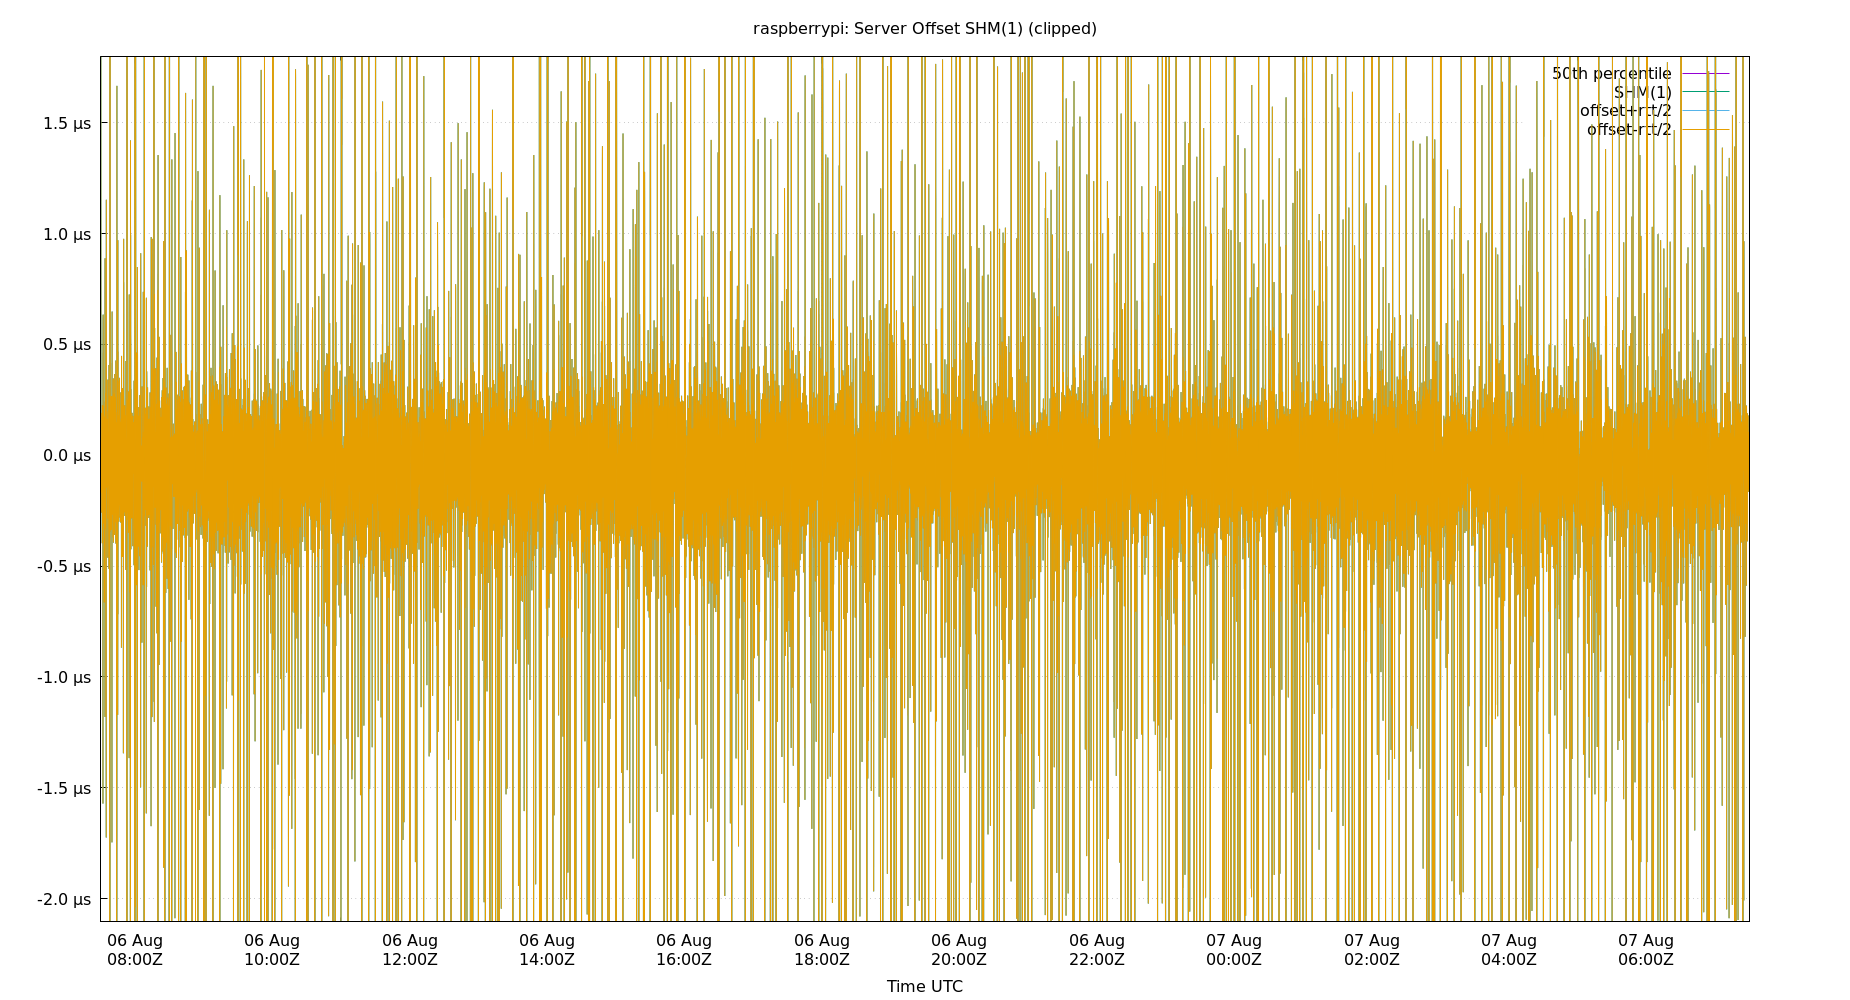 raspberrypi: Server Offset SHM(1) (clipped)
50th percentile
SHM(1)
offset+rtt/2
offset-rtt/2
1.5 µs
1.0 µs
0.5 µs
0.0 µs
-0.5 µs
-1.0 µs
-1.5 µs
-2.0 µs
06 Aug 06 Aug 06 Aug 06 Aug 06 Aug 06 Aug 06 Aug 06 Aug 07 Aug 07 Aug 07 Aug 07 Aug
08:00Z 10:00Z 12:00Z 14:00Z 16:00Z 18:00Z 20:00Z 22:00Z 00:00Z 02:00Z 04:00Z 06:00Z
Time UTC